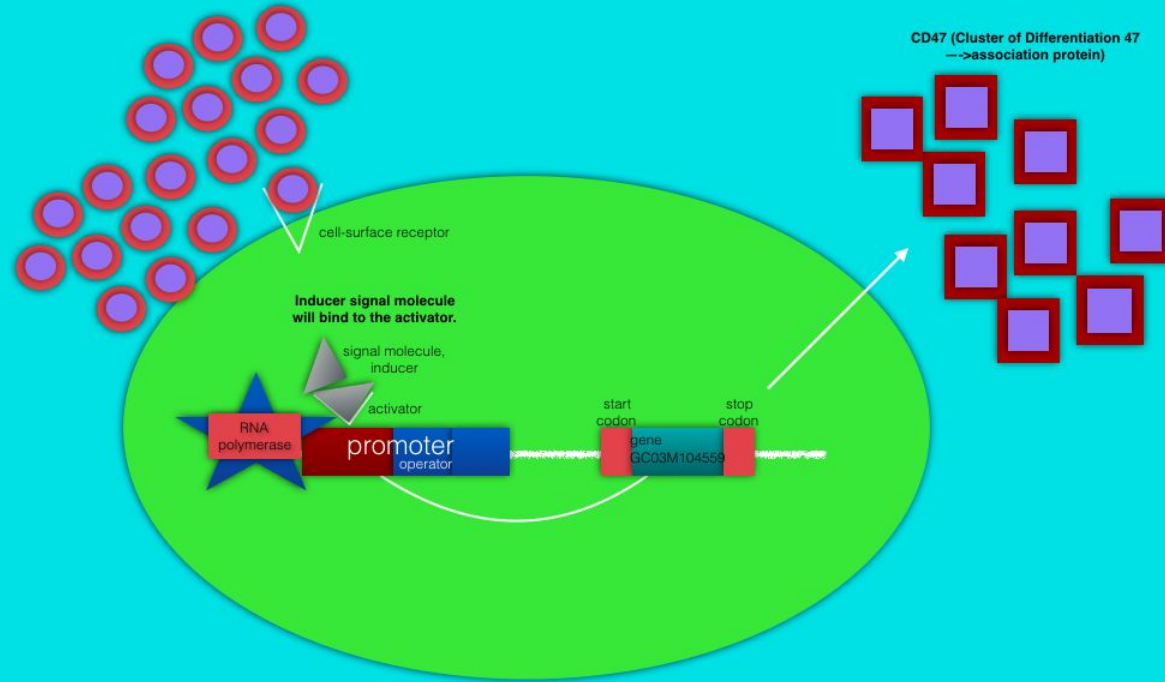 CD47 (Cluster of Differentiation 47
—->association protein)
cell-surface receptor
Inducer signal molecule
will bind to the activator.
signal molecule,
inducer
activator
RNA
polymerase
promoter
operator
start
codon
stop
codon
gene
GC03M104559